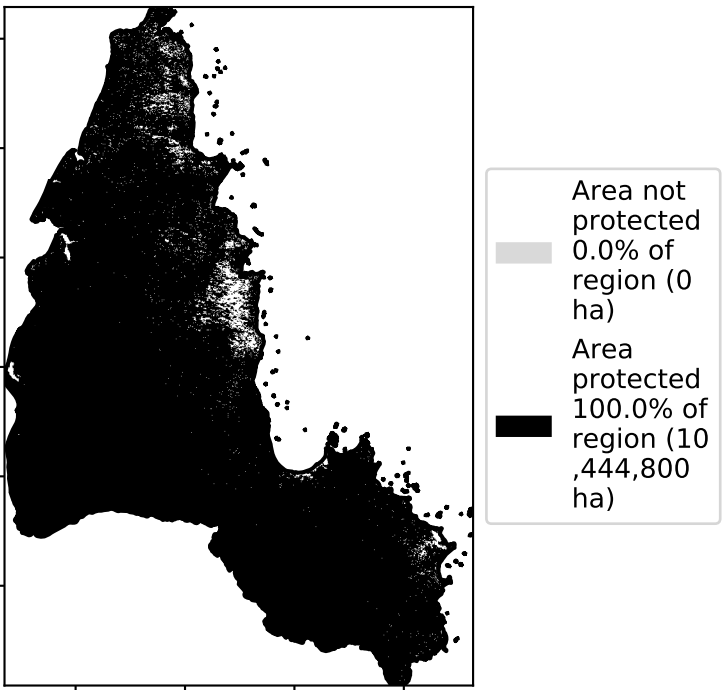 Area not
protected
0.0% of
region (0
ha)
Area
protected
100.0% of
region (10
,444,800
ha)